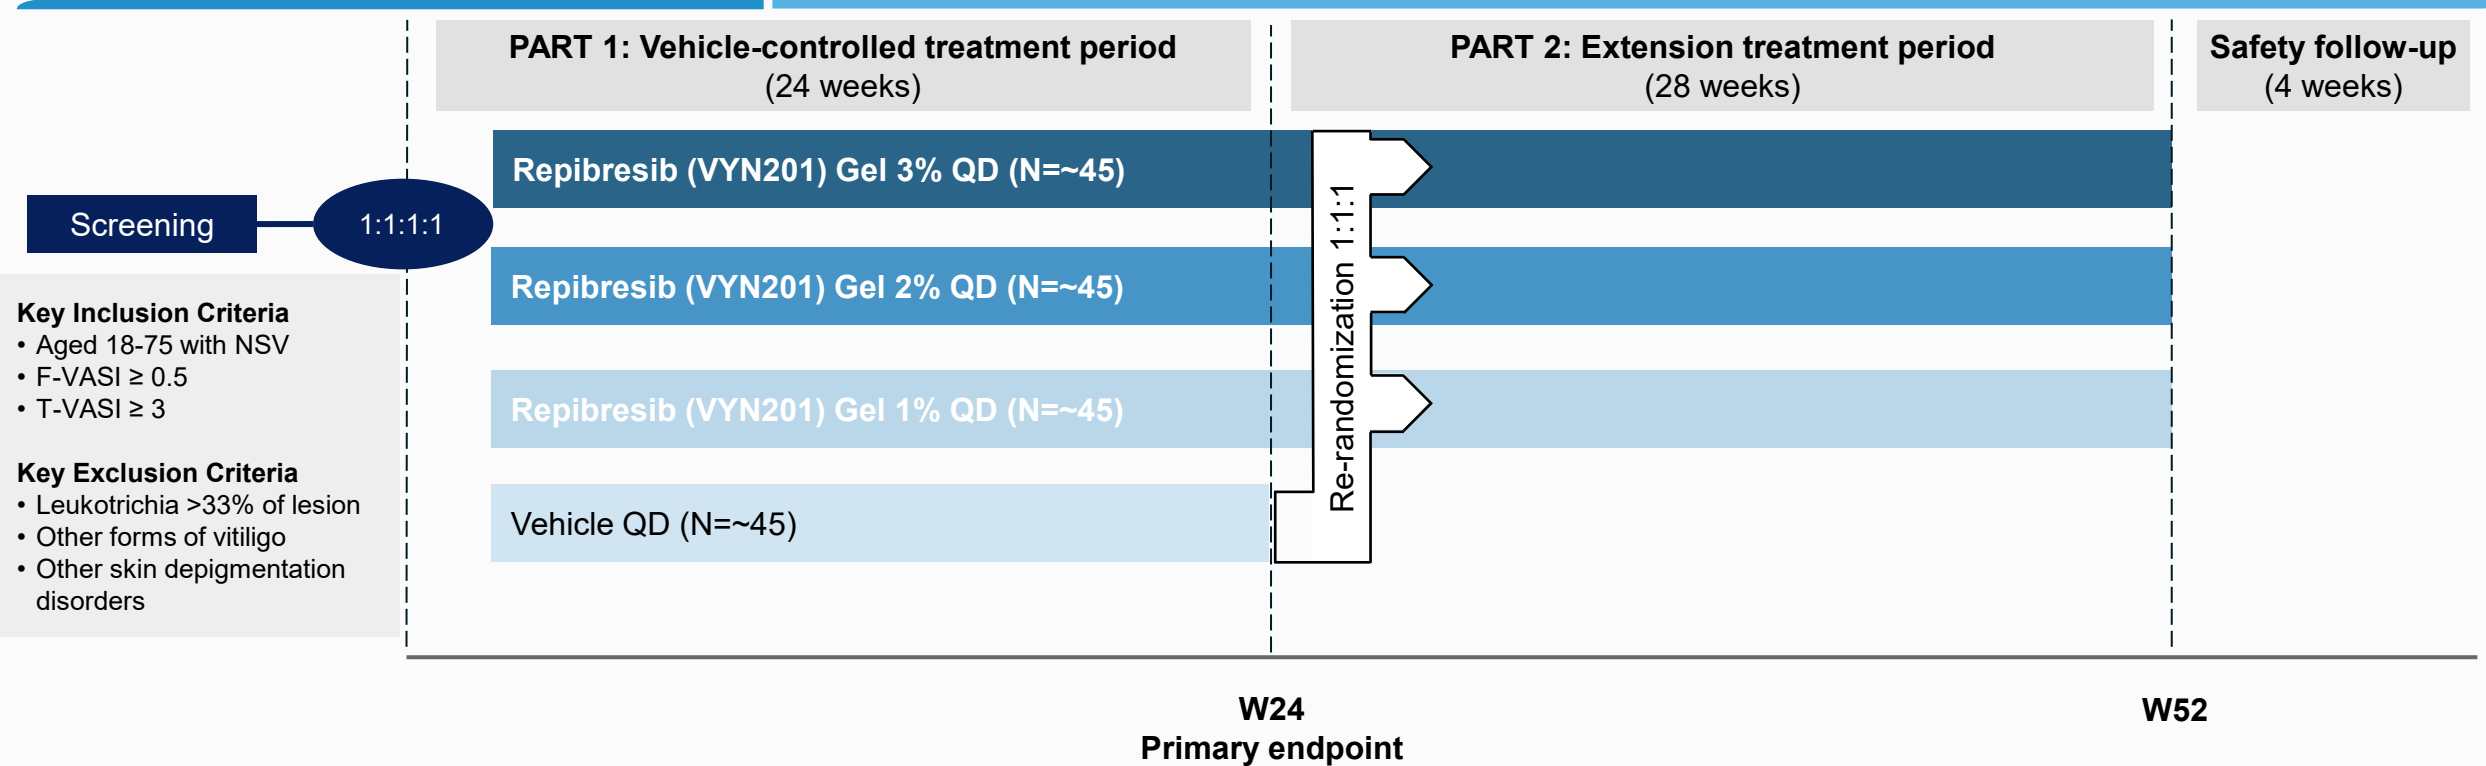 PART 1: Vehicle-controlled treatment period
(24 weeks)
PART 2: Extension treatment period
(28 weeks)
Safety follow-up
(4 weeks)
Screening
1:1:1:1
Repibresib (VYN201) Gel 3% QD (N=~45)
Repibresib (VYN201) Gel 2% QD (N=~45)
Repibresib (VYN201) Gel 1% QD (N=~45)
Vehicle QD (N=~45)
Re-randomization 1:1:1
Key Inclusion Criteria
• Aged 18-75 with NSV
• F-VASI ≥ 0.5
• T-VASI ≥ 3
Key Exclusion Criteria
• Leukotrichia >33% of lesion
• Other forms of vitiligo
• Other skin depigmentation
disorders
W24
Primary endpoint
W52